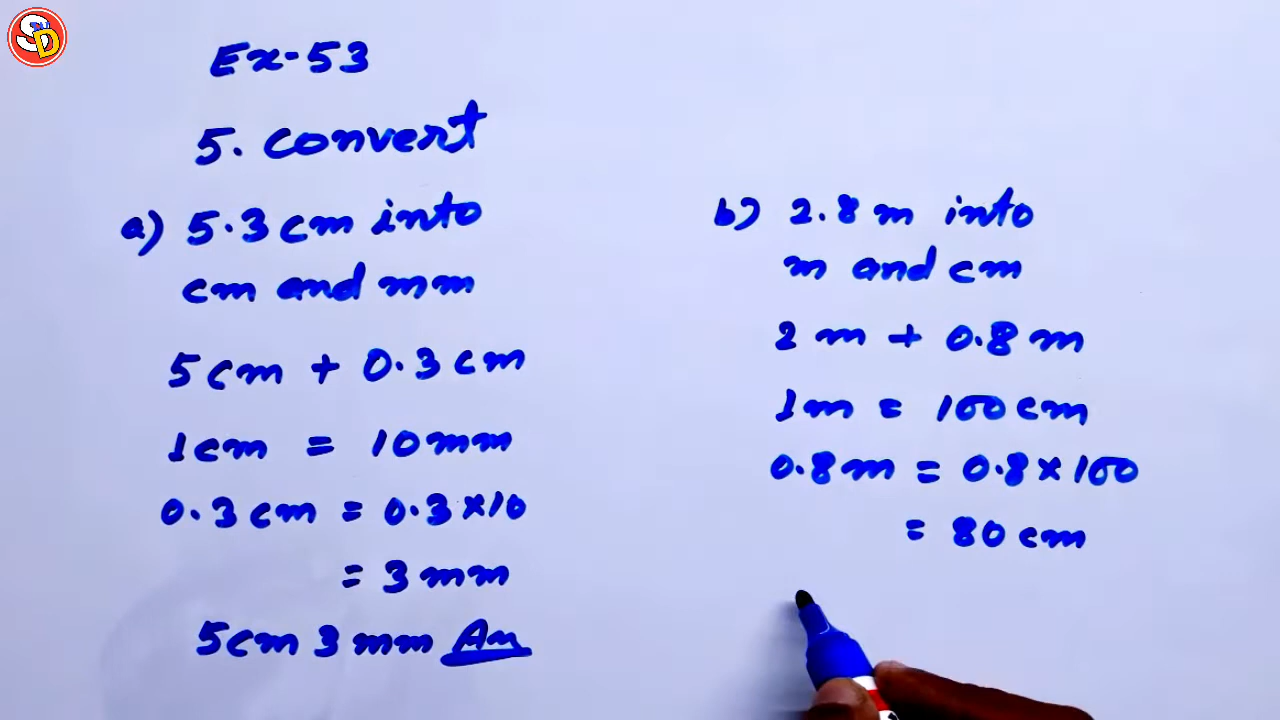 SD
Ex-53
5. convert
a) 5.3 cm into
cm and mm
5 cm + 0.3 cm
1 cm = 10 mm
0.3 cm = 0.3 × 10
= 3 mm
5 cm 3 mm An
b) 2.8 m into
m and cm
2 m + 0.8 m
1 m = 100 cm
0.8 m = 0.8 × 100
= 80 cm